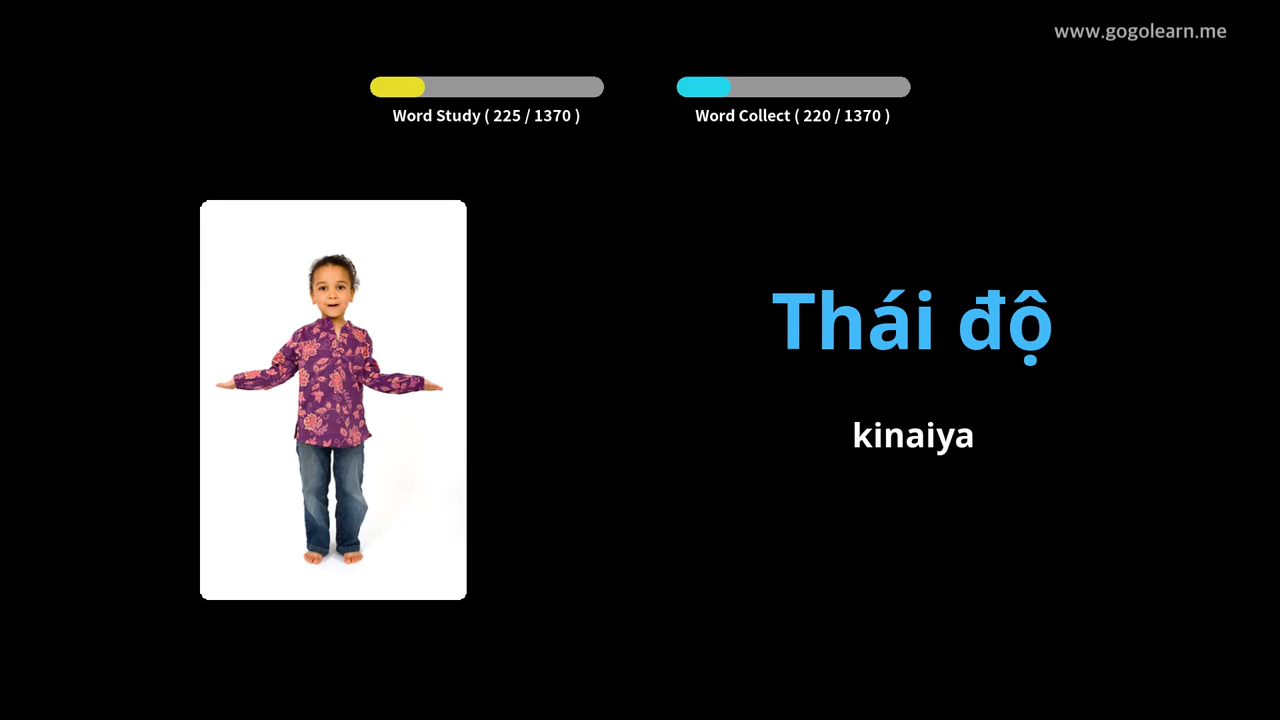 www.gogolearn.me
Word Study ( 225 / 1370 )
Word Collect ( 220 / 1370 )
Thái độ
kinaiya